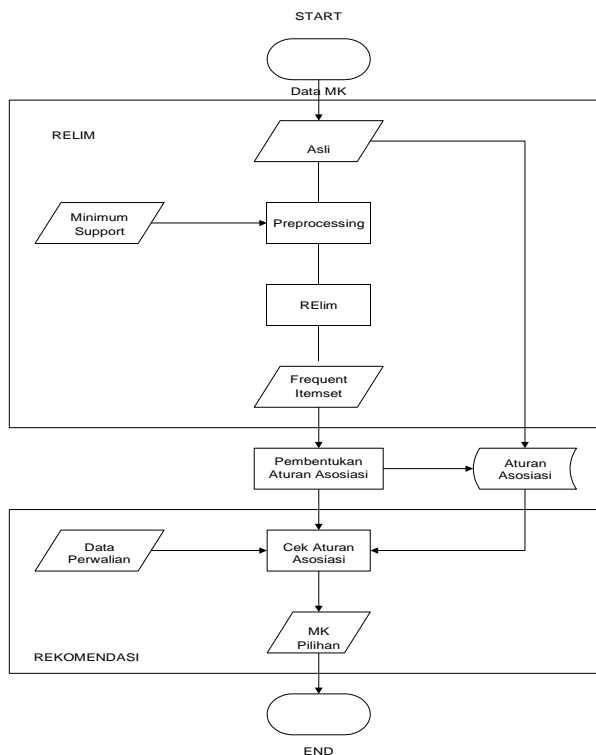 START
Data MK
RELIM
Asli
Minimum
Support
Preprocessing
RElim
Frequent
Itemset
Pembentukan
Aturan Asosiasi
Aturan
Asosiasi
Data
Perwalian
Cek Aturan
Asosiasi
MK
Pilihan
REKOMENDASI
END